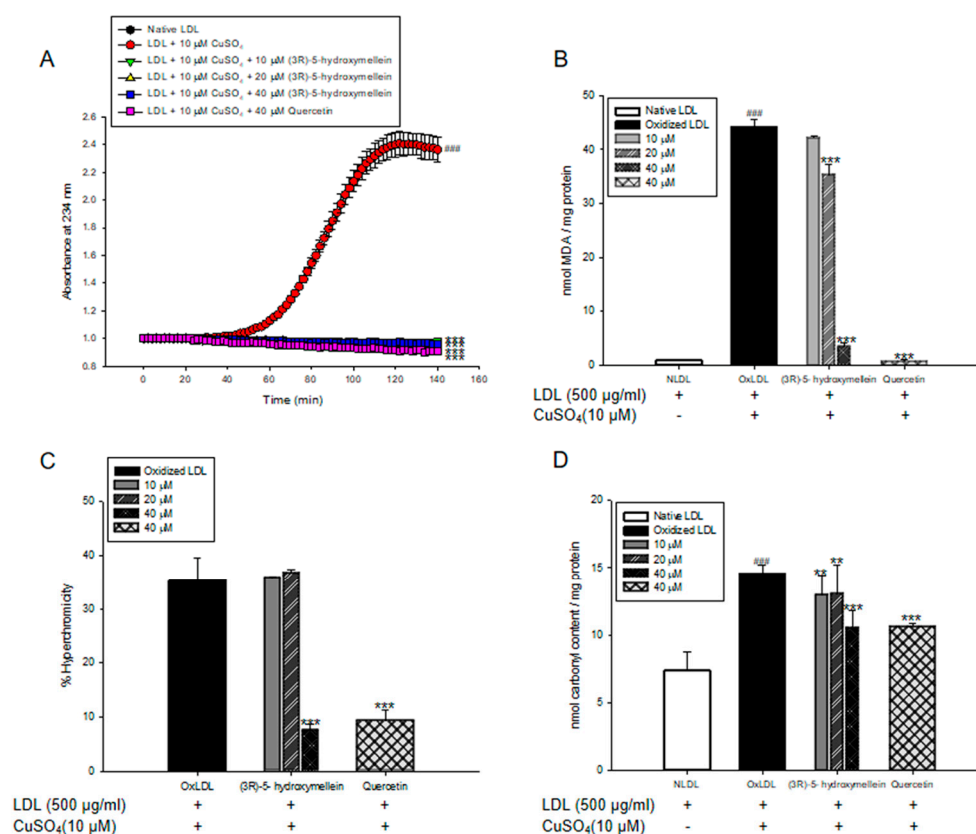 A
Native LDL
LDL + 10 μM CuSO4
LDL + 10 μM CuSO4 + 10 μM (3R)-5-hydroxymellein
LDL + 10 μM CuSO4 + 20 μM (3R)-5-hydroxymellein
LDL + 10 μM CuSO4 + 40 μM (3R)-5-hydroxymellein
LDL + 10 μM CuSO4 + 40 μM Quercetin
Absorbance at 234 nm
2.6
2.4
2.2
2.0
1.8
1.6
1.4
1.2
1.0
0.8
###
***
***
***
***
0 20 40 60 80 100 120 140 160
Time (min)
B
Native LDL
Oxidized LDL
10 μM
20 μM
40 μM
40 μM
nmol MDA / mg protein
50
40
30
20
10
0
###
***
***
***
NLDL OxLDL (3R)-5- hydroxymellein Quercetin
LDL (500 μg/ml) + + + +
CuSO4(10 μM) - + + +
C
Oxidized LDL
10 μM
20 μM
40 μM
40 μM
% Hyperchromicity
50
40
30
20
10
0
***
***
OxLDL (3R)-5- hydroxymellein Quercetin
LDL (500 μg/ml) + + +
CuSO4(10 μM) + + +
D
Native LDL
Oxidized LDL
10 μM
20 μM
40 μM
40 μM
nmol carbonyl content / mg protein
20
15
10
5
0
###
**
**
***
***
NLDL OxLDL (3R)-5- hydroxymellein Quercetin
LDL (500 μg/ml) + + + +
CuSO4(10 μM) - + + +